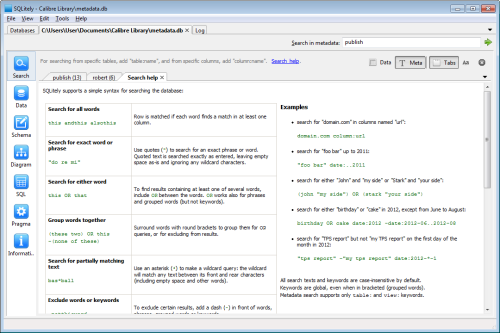 SQLitely - Calibre Library\metadata.db
File View Edit Tools Help
Databases C:\Users\User\Documents\Calibre Library\metadata.db Log
Search in metadata: publish
For searching from specific tables, add "table:name", and from specific columns, add "column:name". Search help.
Data Meta Tabs Aa
publish (13) robert (6) Search help
Search
Data
Schema
Diagram
SQL
Pragma
Informati...
SQLitely supports a simple syntax for searching the database:
Search for all words
this andthis alsothis
Row is matched if each word finds a match in at least one column.
Search for exact word or phrase
"do re mi"
Use quotes (") to search for an exact phrase or word. Quoted text is searched exactly as entered, leaving empty space as-is and ignoring any wildcard characters.
Search for either word
this OR that
To find results containing at least one of several words, include OR between the words. OR works also for phrases and grouped words (but not keywords).
Group words together
(these two) OR this
-(none of these)
Surround words with round brackets to group them for OR queries, or for excluding from results.
Search for partially matching text
bas*ball
Use an asterisk (*) to make a wildcard query: the wildcard will match any text between its front and rear characters (including empty space and other words).
Exclude words or keywords
To exclude certain results, add a dash (-) in front of words,
Examples
• search for "domain.com" in columns named "url":
domain.com column:url
• search for "foo bar" up to 2011:
"foo bar" date:..2011
• search for either "John" and "my side" or "Stark" and "your side":
(john "my side") OR (stark "your side")
• search for either "birthday" or "cake" in 2012, except from June to August:
birthday OR cake date:2012 -date:2012-06..2012-08
• search for "TPS report" but not "my TPS report" on the first day of the month in 2012:
"tps report" -"my tps report" date:2012-*-1
All search texts and keywords are case-insensitive by default.
Keywords are global, even when in bracketed (grouped words).
Metadata search supports only table: and view: keywords.